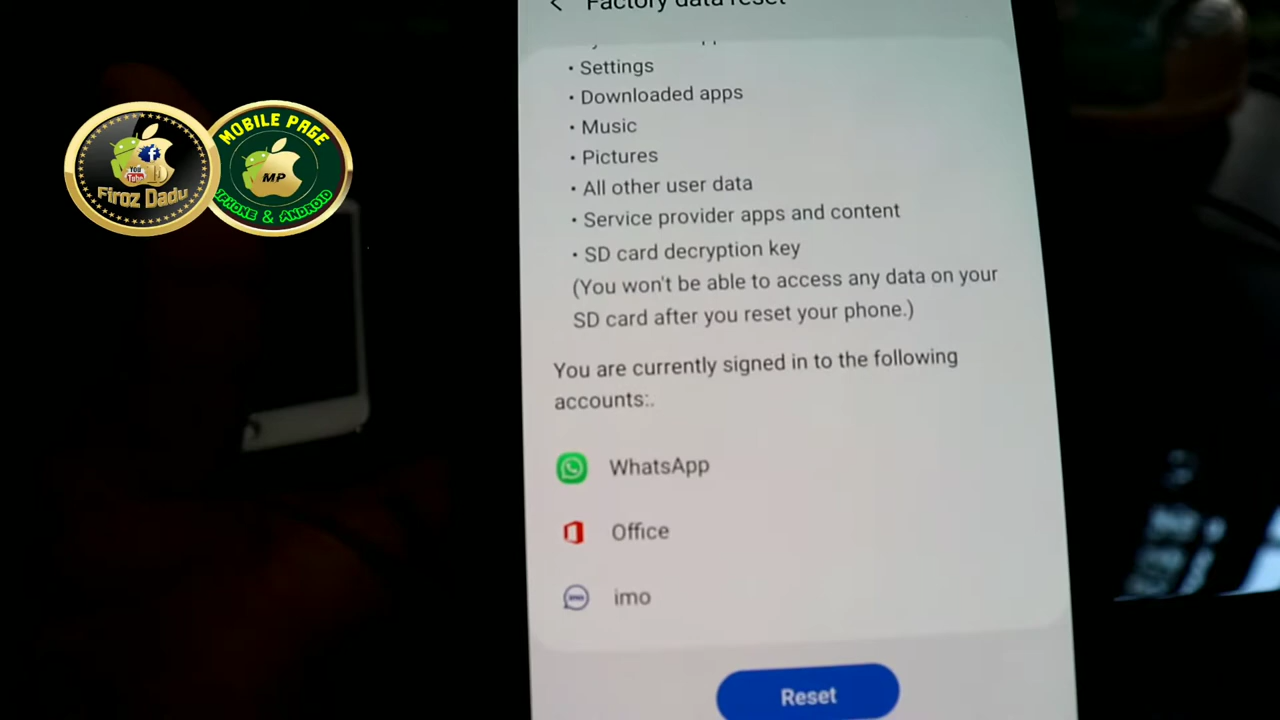 Factory data reset
• Settings
• Downloaded apps
• Music
• Pictures
• All other user data
• Service provider apps and content
• SD card decryption key
(You won't be able to access any data on your
SD card after you reset your phone.)
You are currently signed in to the following
accounts:.
WhatsApp
Office
imo
Reset
You
Tube
Firoz Dadu
MOBILE PAGE
MP
IPHONE & ANDROID